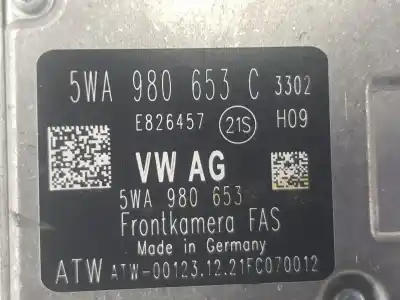 5WA 980 653 C 3302
E826457 21S H09
VW AG
5WA 980 653
Frontkamera FAS
Made in Germany
ATW ATW-00123.12.21FC070012